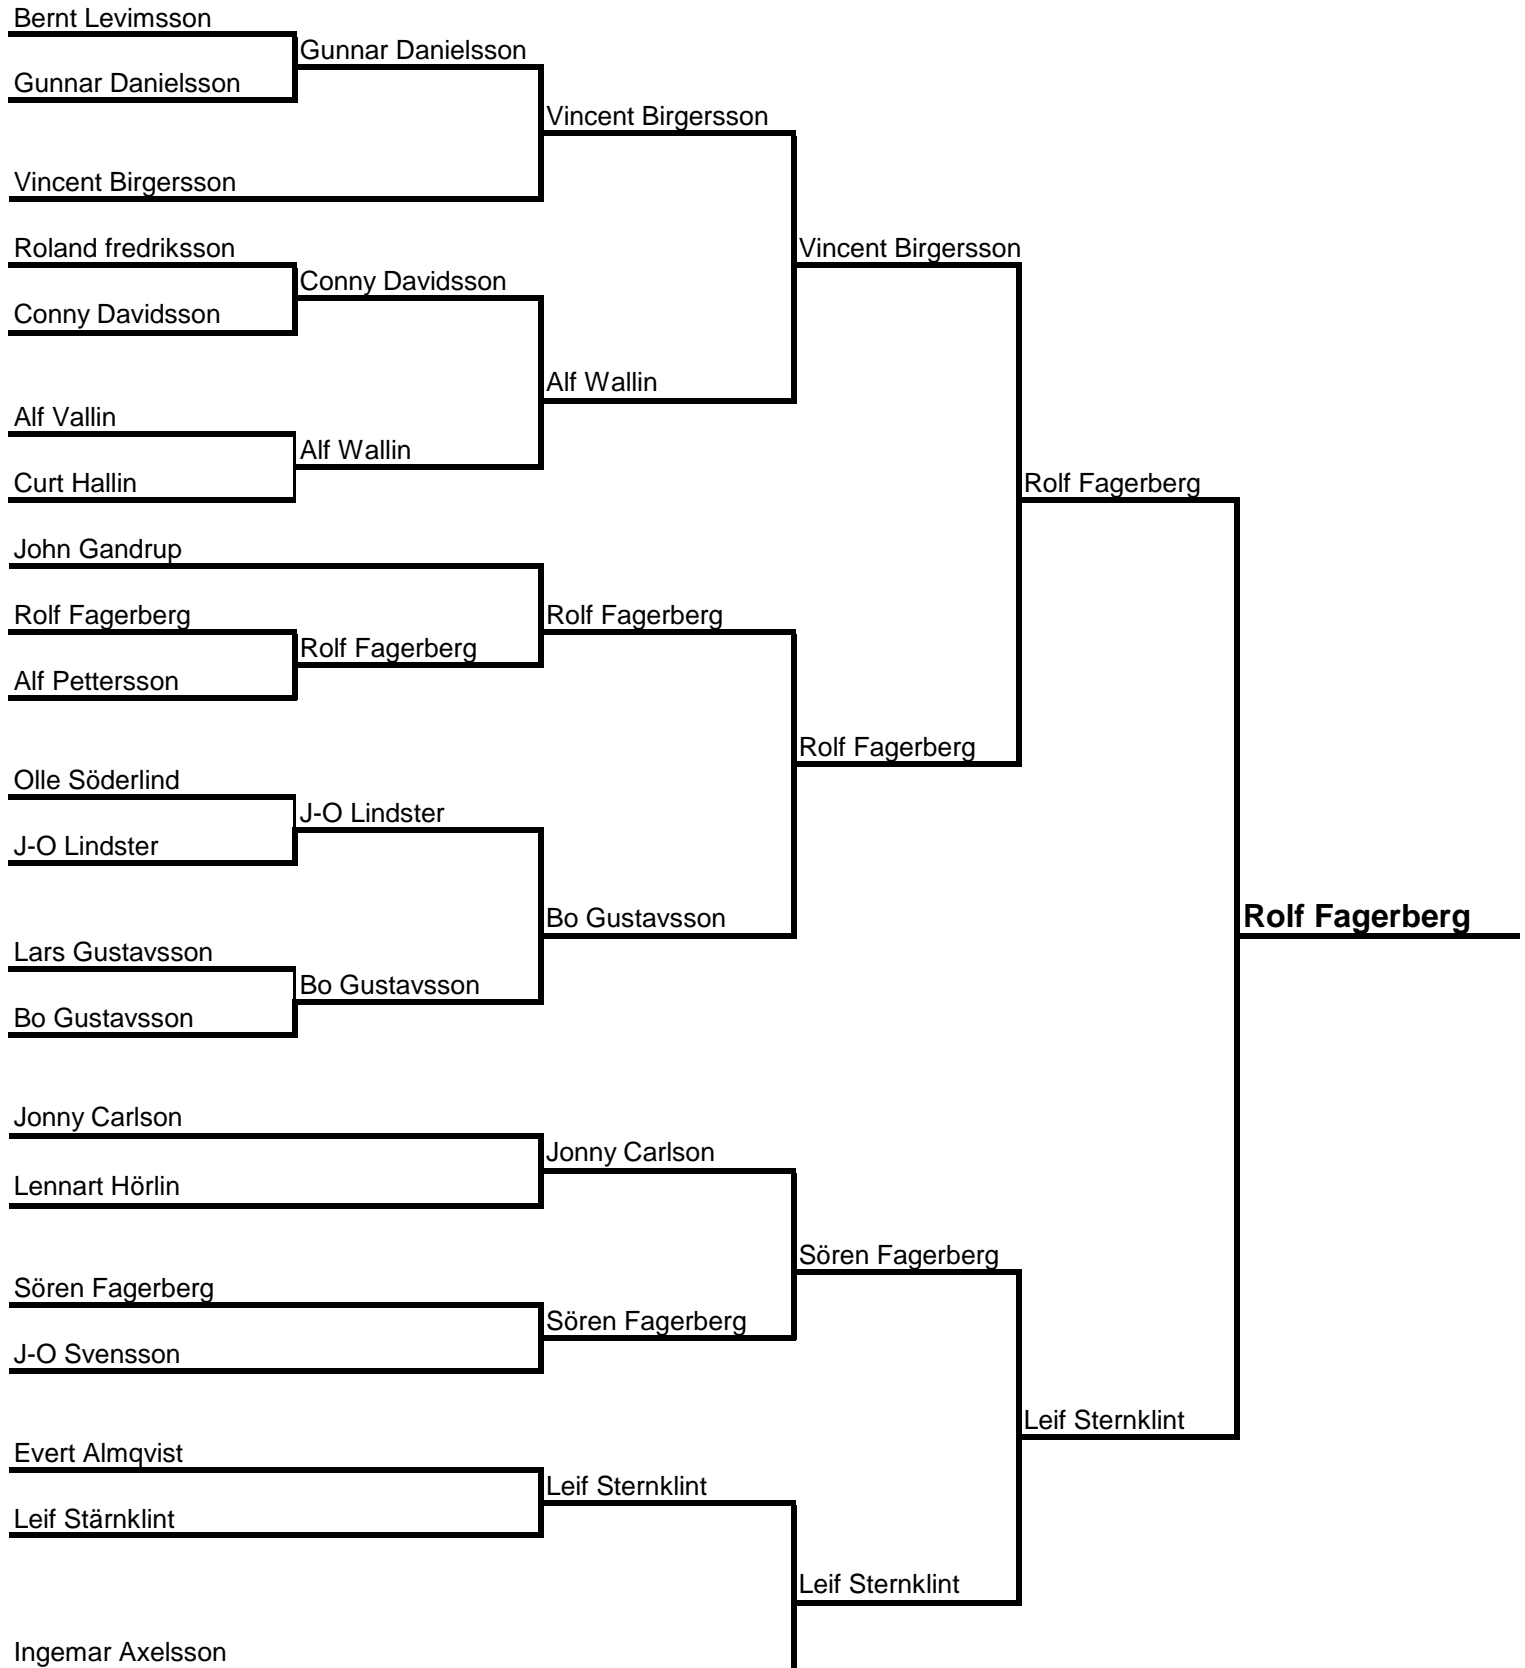 Bernt Levimsson
Gunnar Danielsson
Gunnar Danielsson
Vincent Birgersson
Vincent Birgersson
Roland fredriksson
Vincent Birgersson
Conny Davidsson
Conny Davidsson
Alf Wallin
Alf Vallin
Alf Wallin
Curt Hallin
Rolf Fagerberg
John Gandrup
Rolf Fagerberg
Rolf Fagerberg
Rolf Fagerberg
Alf Pettersson
Rolf Fagerberg
Olle Söderlind
J-O Lindster
J-O Lindster
Rolf Fagerberg
Bo Gustavsson
Lars Gustavsson
Bo Gustavsson
Bo Gustavsson
Jonny Carlson
Jonny Carlson
Lennart Hörlin
Sören Fagerberg
Sören Fagerberg
Sören Fagerberg
J-O Svensson
Leif Sternklint
Evert Almqvist
Leif Sternklint
Leif Stärnklint
Leif Sternklint
Ingemar Axelsson